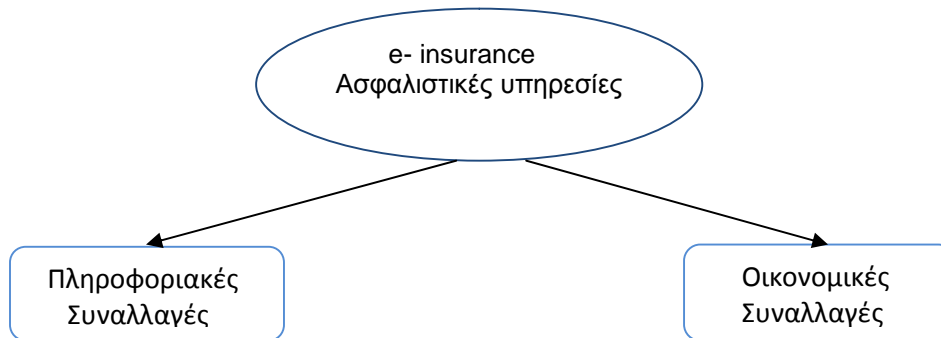 e- insurance
Ασφαλιστικές υπηρεσίες
Πληροφοριακές
Συναλλαγές
Οικονομικές
Συναλλαγές